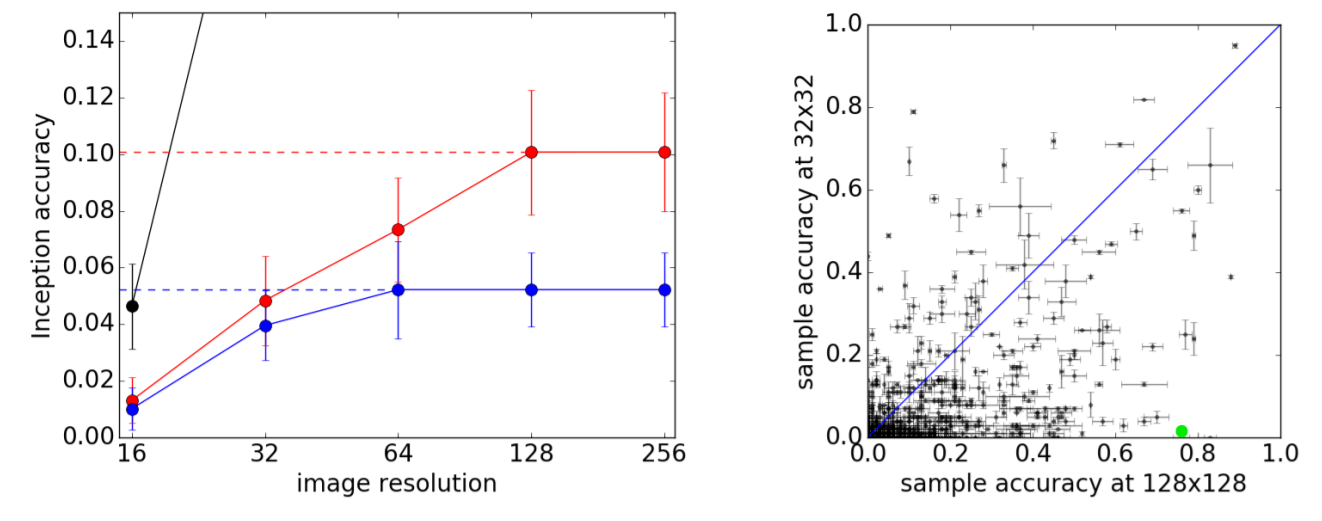 0.14
0.12
0.10
0.08
0.06
0.04
0.02
0.00
16 32 64 128 256
Inception accuracy
image resolution
1.0
0.8
0.6
0.4
0.2
0.0
0.0 0.2 0.4 0.6 0.8 1.0
sample accuracy at 32x32
sample accuracy at 128x128